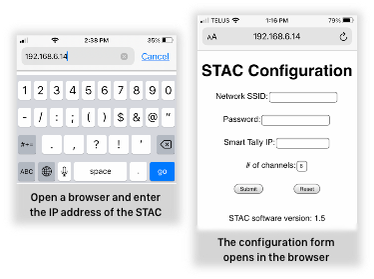 2:38 PM
35%
192.168.6.14
Cancel
1 2 3 4 5 6 7 8 9 0
- / : ; ( ) $ & @ "
#+= . , ? ! ' 
ABC space . go
Open a browser and enter
the IP address of the STAC
TELUS
1:16 PM
79%
AA 192.168.6.14
STAC Configuration
Network SSID:
Password:
Smart Tally IP:
# of channels: 8
Submit Reset
STAC software version: 1.5
The configuration form
opens in the browser